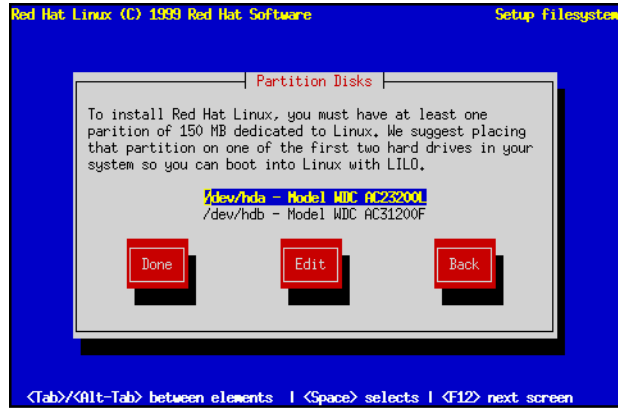 Red Hat Linux (C) 1999 Red Hat Software Setup filesystem
Partition Disks
To install Red Hat Linux, you must have at least one
parition of 150 MB dedicated to Linux. We suggest placing
that partition on one of the first two hard drives in your
system so you can boot into Linux with LILO.
/dev/hda - Model WDC AC23200L
/dev/hdb - Model WDC AC31200F
Done Edit Back
<Tab>/<Alt-Tab> between elements | <Space> selects | <F12> next screen